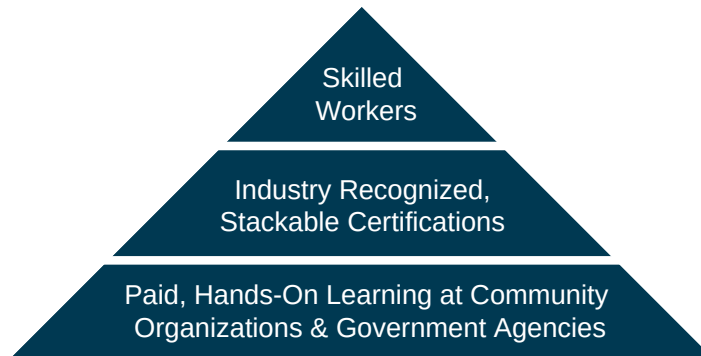 Skilled
Workers
Industry Recognized,
Stackable Certifications
Paid, Hands-On Learning at Community
Organizations & Government Agencies